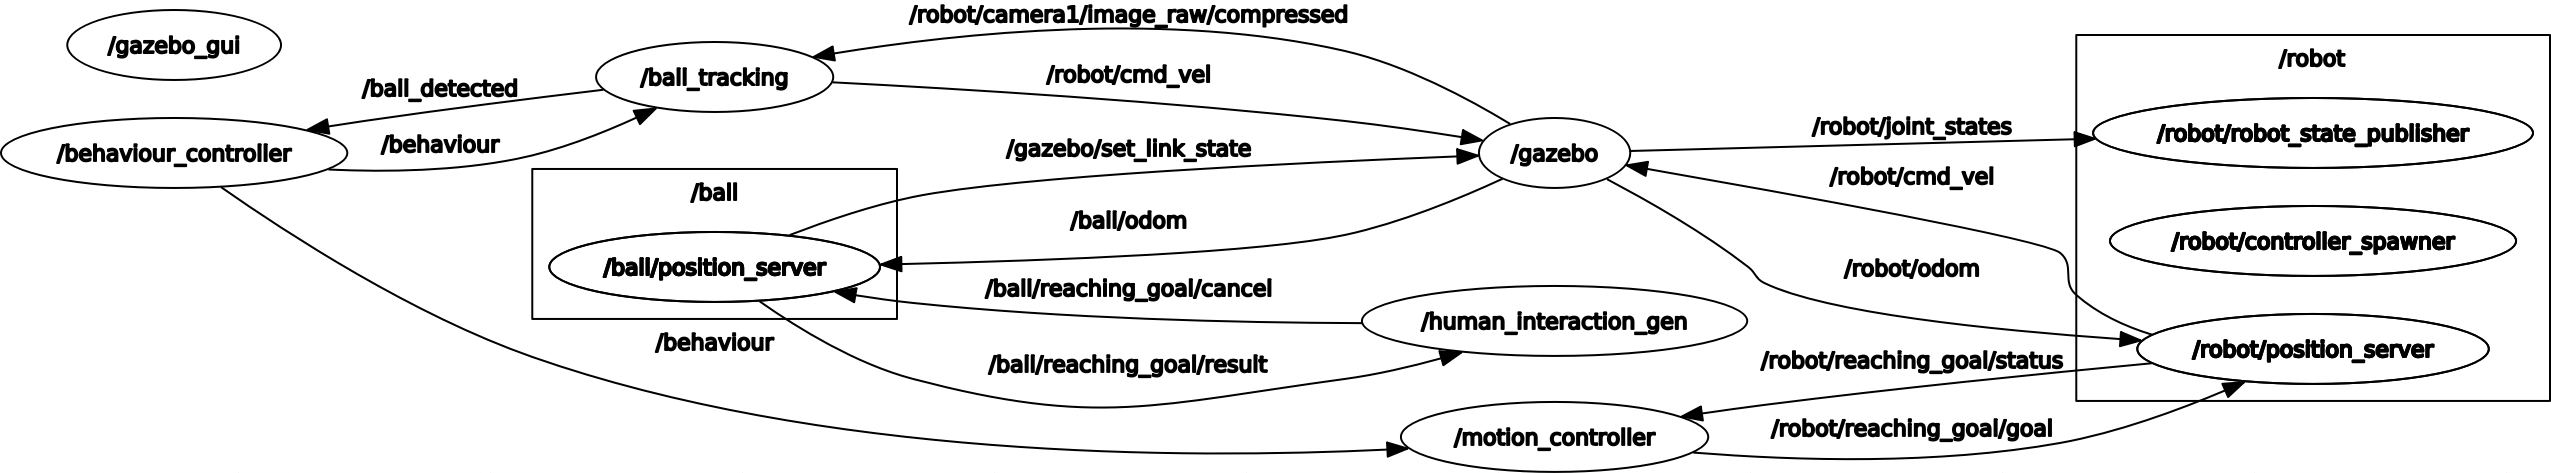 /robot/camera1/image_raw/compressed
/gazebo_gui
/ball_tracking
/robot/cmd_vel
/robot
/ball_detected
/robot/joint_states
/robot/robot_state_publisher
/behaviour
/gazebo/set_link_state
/behaviour_controller
/gazebo
/robot/cmd_vel
/ball
/ball/odom
/robot/controller_spawner
/ball/position_server
/robot/odom
/ball/reaching_goal/cancel
/human_interaction_gen
/behaviour
/robot/position_server
/ball/reaching_goal/result
/robot/reaching_goal/status
/robot/reaching_goal/goal
/motion_controller